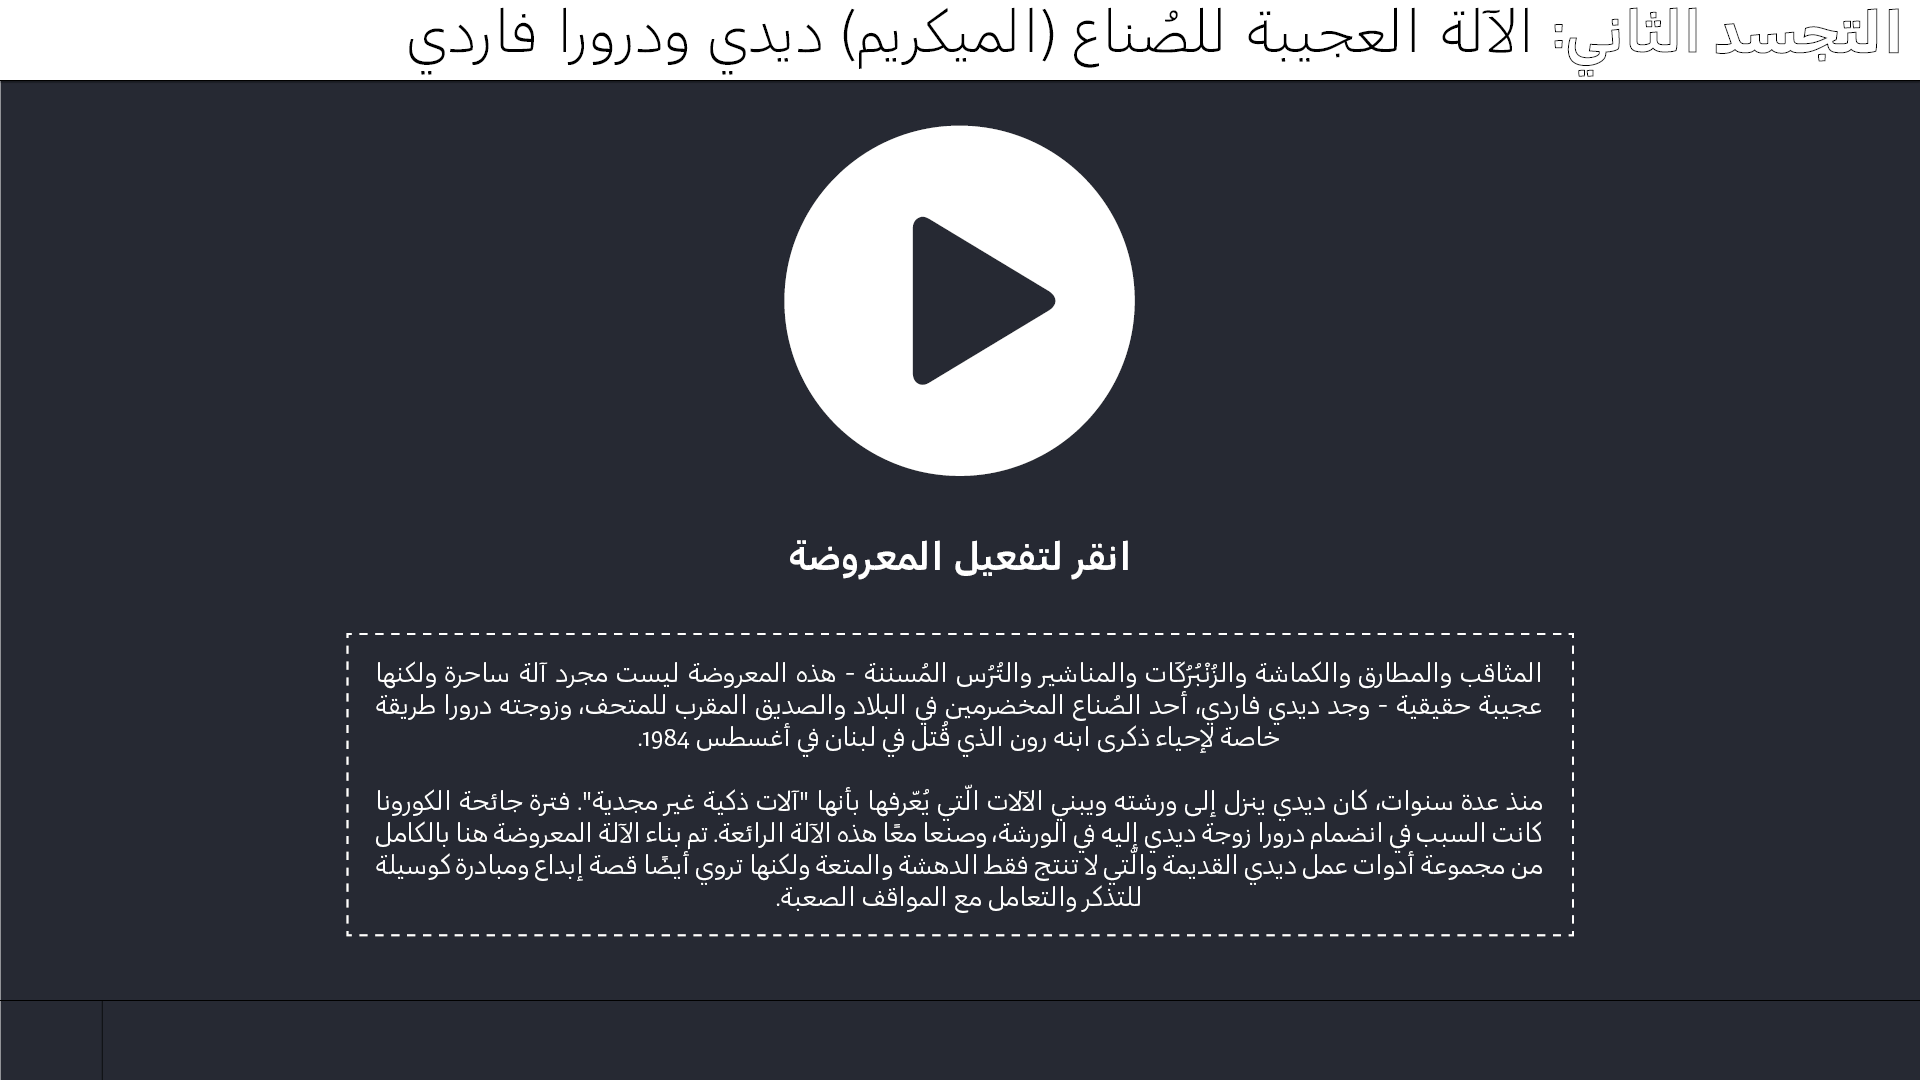 التجسد الثاني: الآلة العجيبة للصُناع (الميكريم) ديدي ودرورا فاردي
انقر لتفعيل المعروضة
المثاقب والمطارق والكماشة والزُنْبُرُكّات والمناشير والتُرُس المُسننة - هذه المعروضة ليست مجرد آلة ساحرة ولكنها
عجيبة حقيقية - وجد ديدي فاردي، أحد الصُناع المخضرمين في البلاد والصديق المقرب للمتحف، وزوجته درورا طريقة
خاصة لإحياء ذكرى ابنه رون الذي قُتل في لبنان في أغسطس 1984.
منذ عدة سنوات، كان ديدي ينزل إلى ورشته ويبني الآلات الّتي يُعّرفها بأنها "آلات ذكية غير مجدية". فترة جائحة الكورونا
كانت السبب في انضمام درورا زوجة ديدي إليه في الورشة، وصنعا معًا هذه الآلة الرائعة. تم بناء الآلة المعروضة هنا بالكامل
من مجموعة أدوات عمل ديدي القديمة والّتي لا تنتج فقط الدهشة والمتعة ولكنها تروي أيضًا قصة إبداع ومبادرة كوسيلة
للتذكر والتعامل مع المواقف الصعبة.